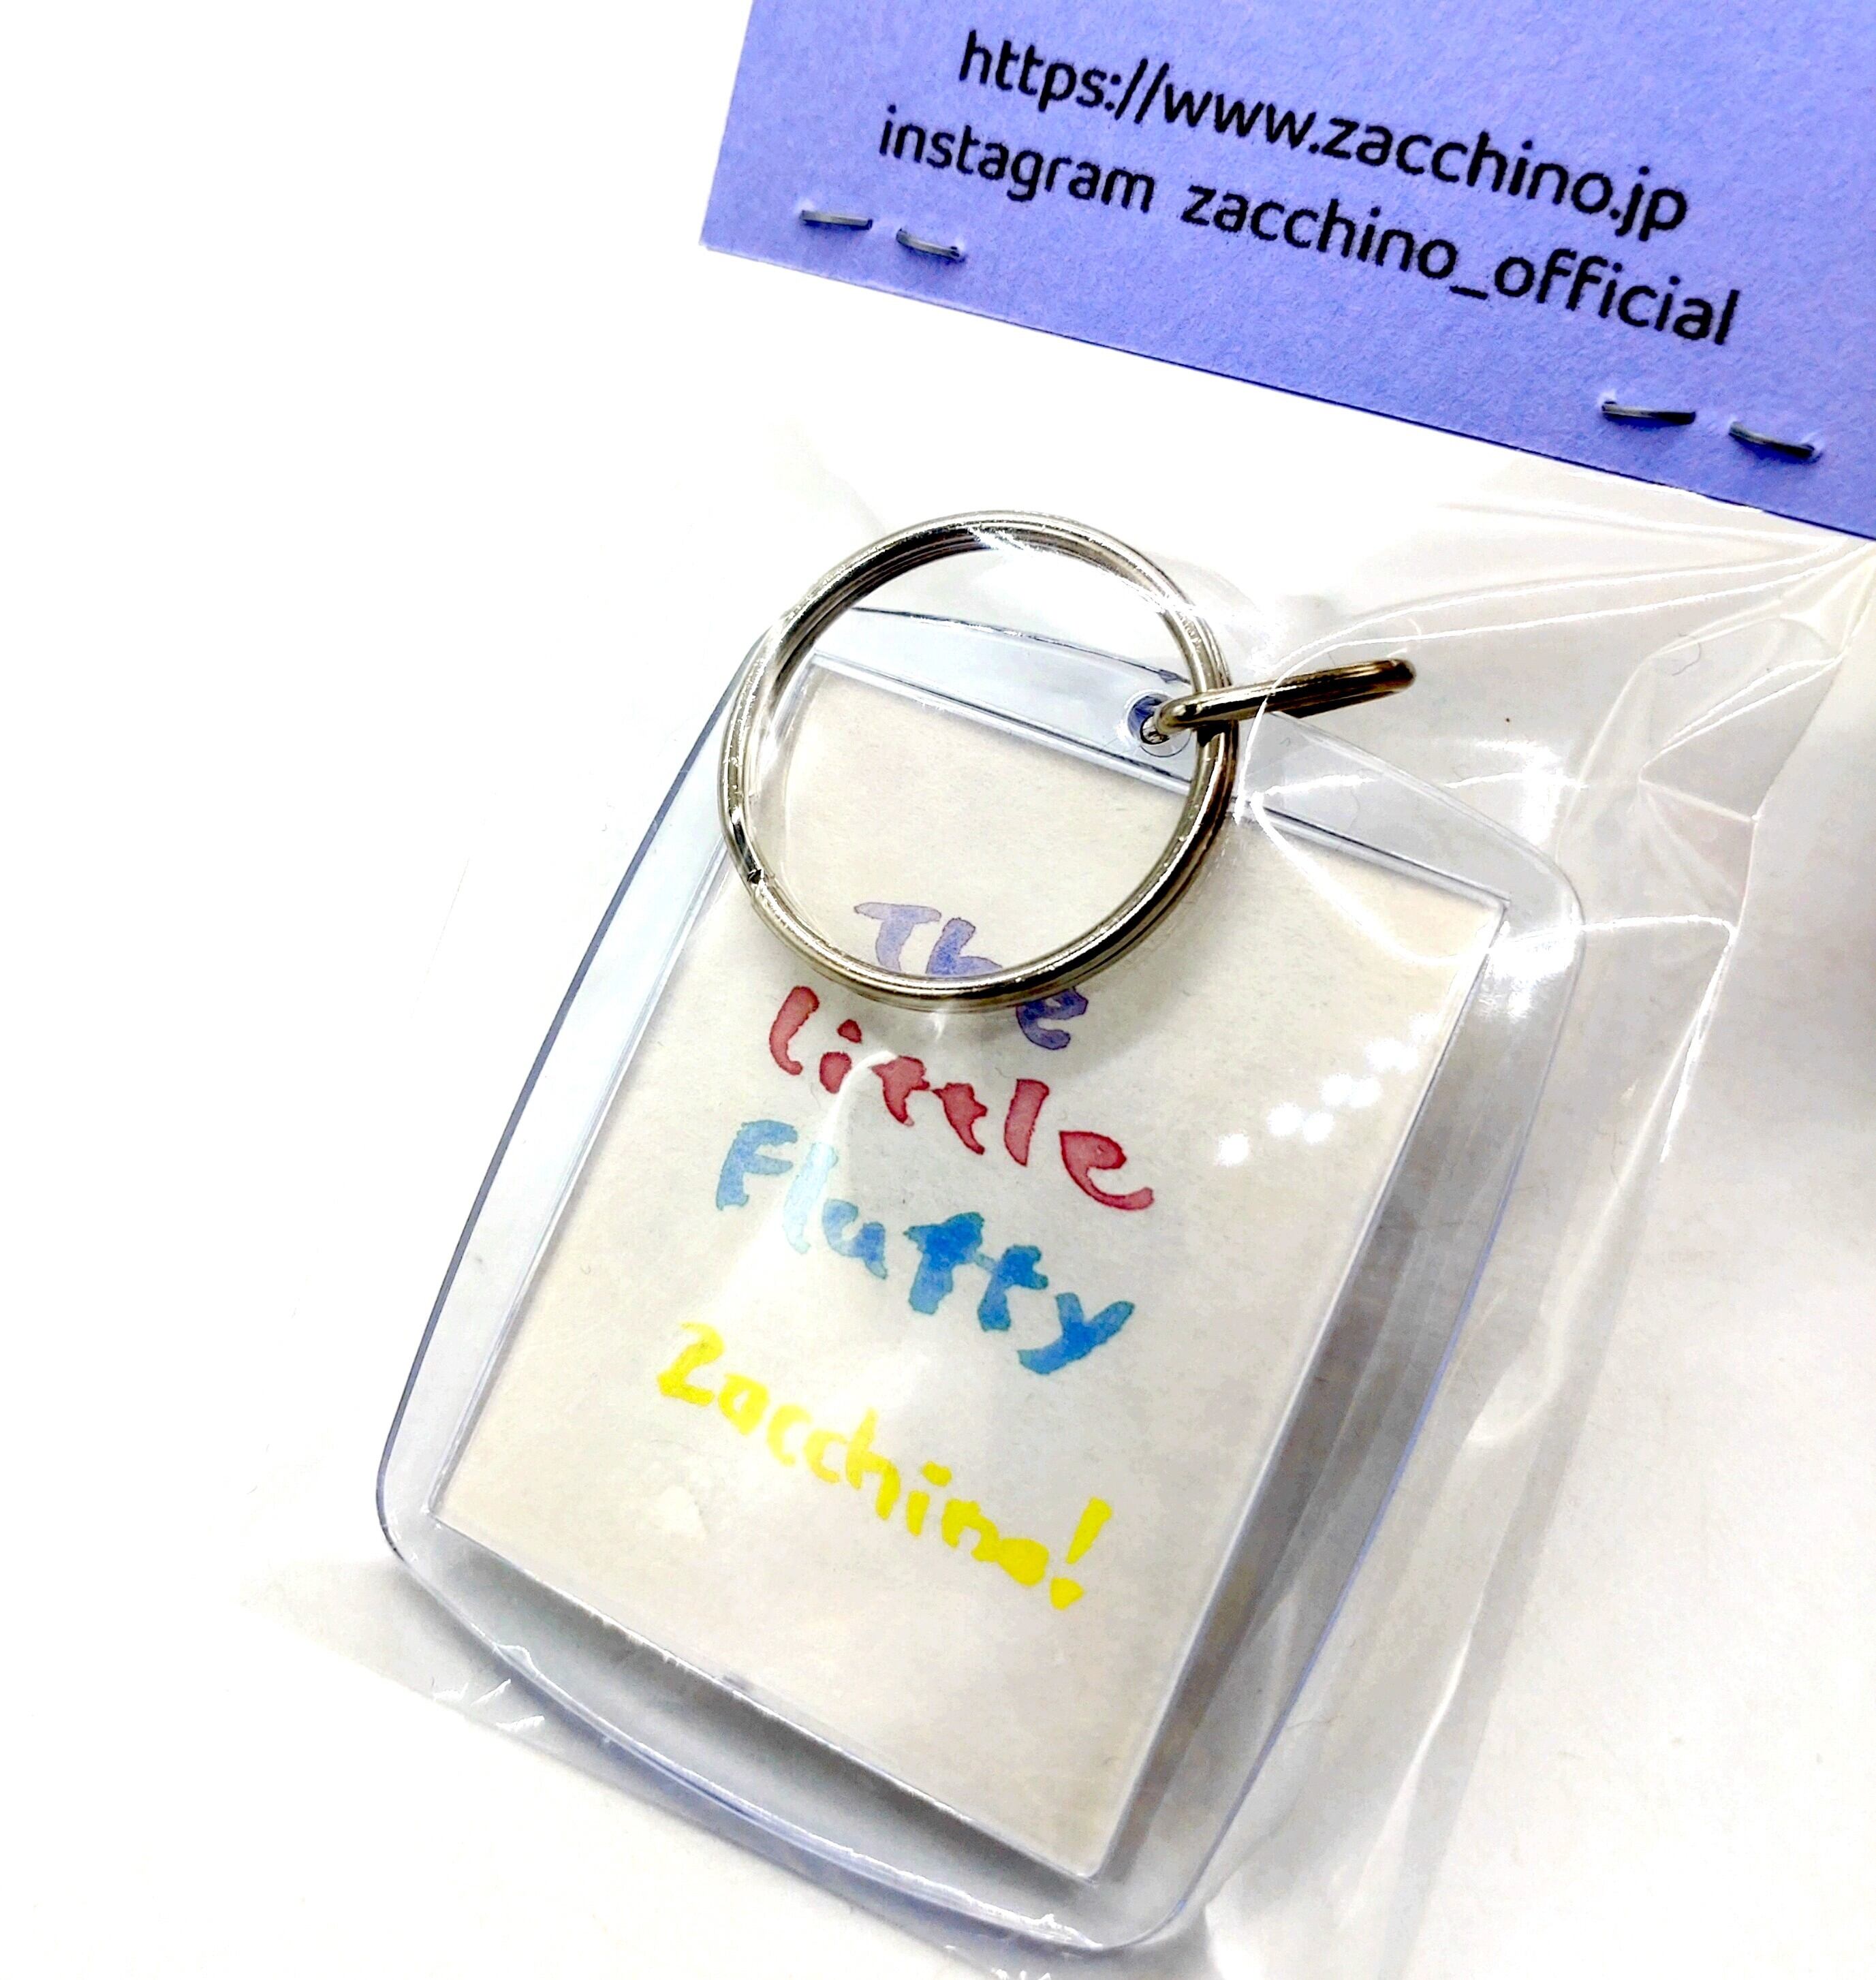 https://www.zacchino.jp
instagram zacchino_official
The
little
Fluffy
Zacchino!